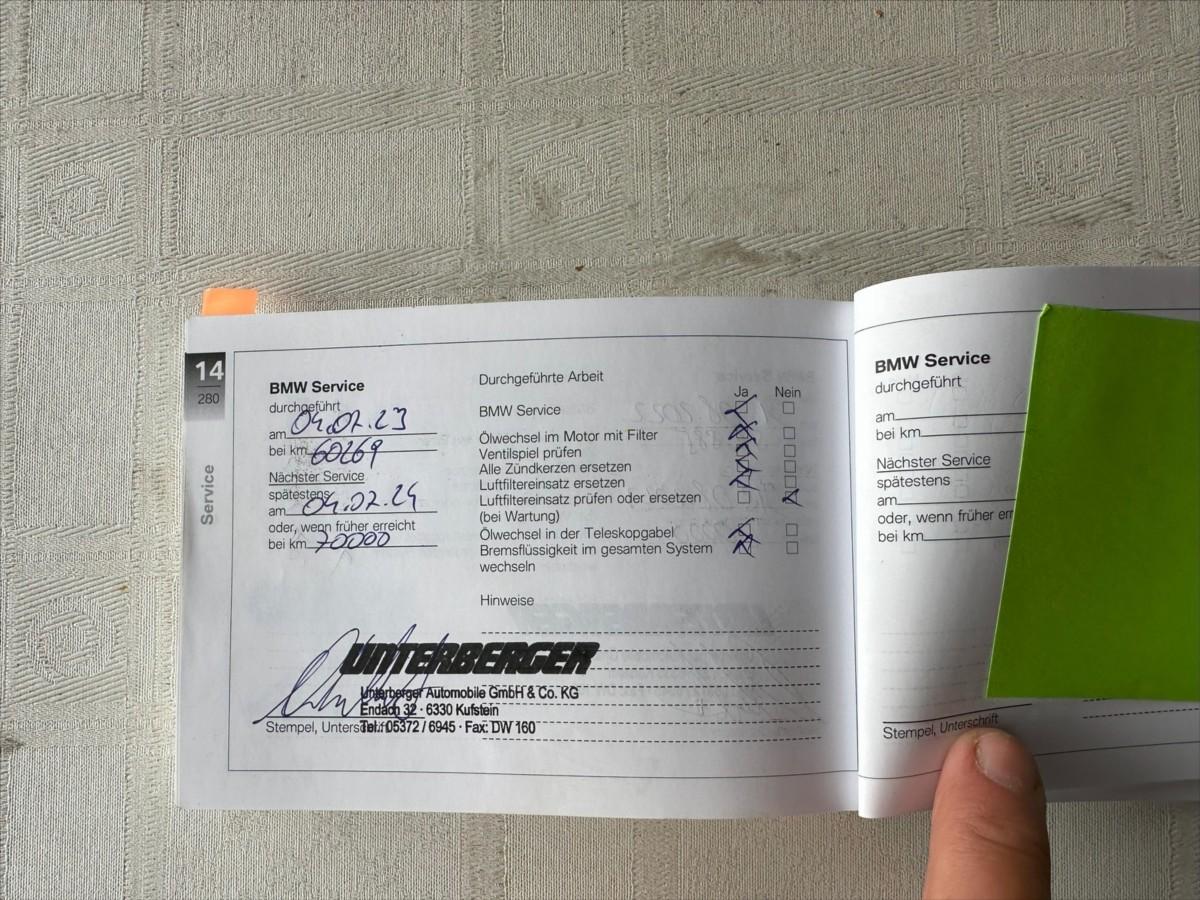 14
280
Service
BMW Service
durchgeführt
am 04.07.23
bei km 60269
Nächster Service
spätestens
am 04.07.24
oder, wenn früher erreicht
bei km 70000
Durchgeführte Arbeit
Ja Nein
BMW Service
Ölwechsel im Motor mit Filter
Ventilspiel prüfen
Alle Zündkerzen ersetzen
Luftfiltereinsatz ersetzen
Luftfiltereinsatz prüfen oder ersetzen
(bei Wartung)
Ölwechsel in der Teleskopgabel
Bremsflüssigkeit im gesamten System
wechseln
Hinweise
UNTERBERGER
Unterberger Automobile GmbH & Co. KG
Endach 32 · 6330 Kufstein
Stempel, Unterschrift
Tel. 05372 / 6945 · Fax: DW 160
BMW Service
durchgeführt
am
bei km
Nächster Service
spätestens
am
oder, wenn früher err
bei km
Stempel, Unterschrift